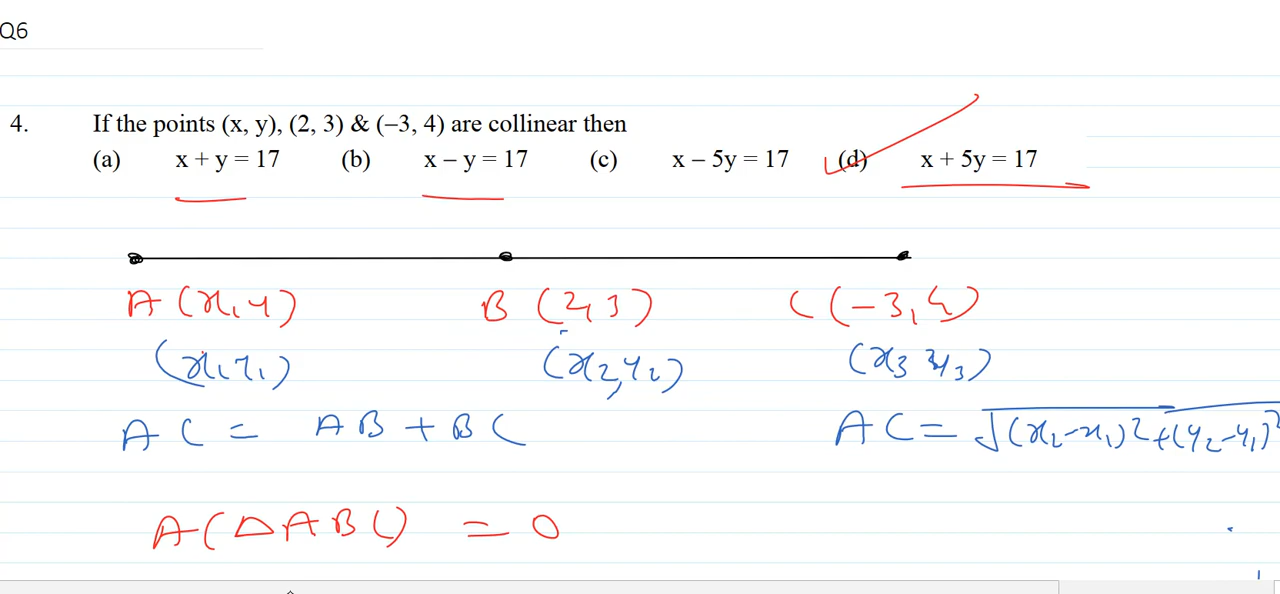 Q6
4. If the points (x, y), (2, 3) & (−3, 4) are collinear then
(a) x + y = 17 (b) x − y = 17 (c) x − 5y = 17 (d) x + 5y = 17
A (x, y) B (2, 3) C (−3, 4)
(x₁, y₁) (x₂, y₂) (x₃ y₃)
AC = AB + BC AC = √(x₂−x₁)² + (y₂−y₁)²
A(△ABC) = 0